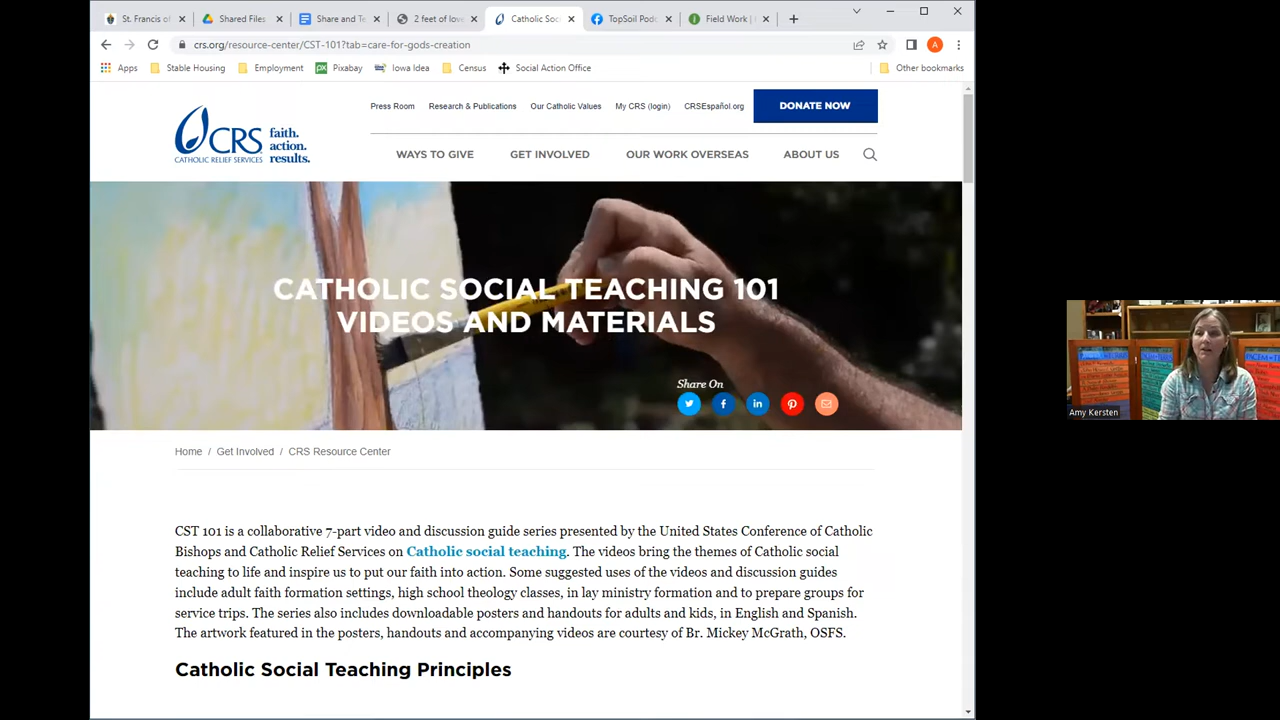 St. Francis of
Shared Files
Share and To
2 feet of love
Catholic Soc
TopSoil Pod
Field Work |
crs.org/resource-center/CST-101?tab=care-for-gods-creation
A
Apps
Stable Housing
Employment
px Pixabay
Iowa Idea
Census
Social Action Office
Other bookmarks
Press Room
Research & Publications
Our Catholic Values
My CRS (login)
CRSEspañol.org
DONATE NOW
CRS
CATHOLIC RELIEF SERVICES
faith.
action.
results.
WAYS TO GIVE
GET INVOLVED
OUR WORK OVERSEAS
ABOUT US
CATHOLIC SOCIAL TEACHING 101
VIDEOS AND MATERIALS
Share On
Home / Get Involved / CRS Resource Center
CST 101 is a collaborative 7-part video and discussion guide series presented by the United States Conference of Catholic
Bishops and Catholic Relief Services on Catholic social teaching. The videos bring the themes of Catholic social
teaching to life and inspire us to put our faith into action. Some suggested uses of the videos and discussion guides
include adult faith formation settings, high school theology classes, in lay ministry formation and to prepare groups for
service trips. The series also includes downloadable posters and handouts for adults and kids, in English and Spanish.
The artwork featured in the posters, handouts and accompanying videos are courtesy of Br. Mickey McGrath, OSFS.
Catholic Social Teaching Principles
Amy Kersten